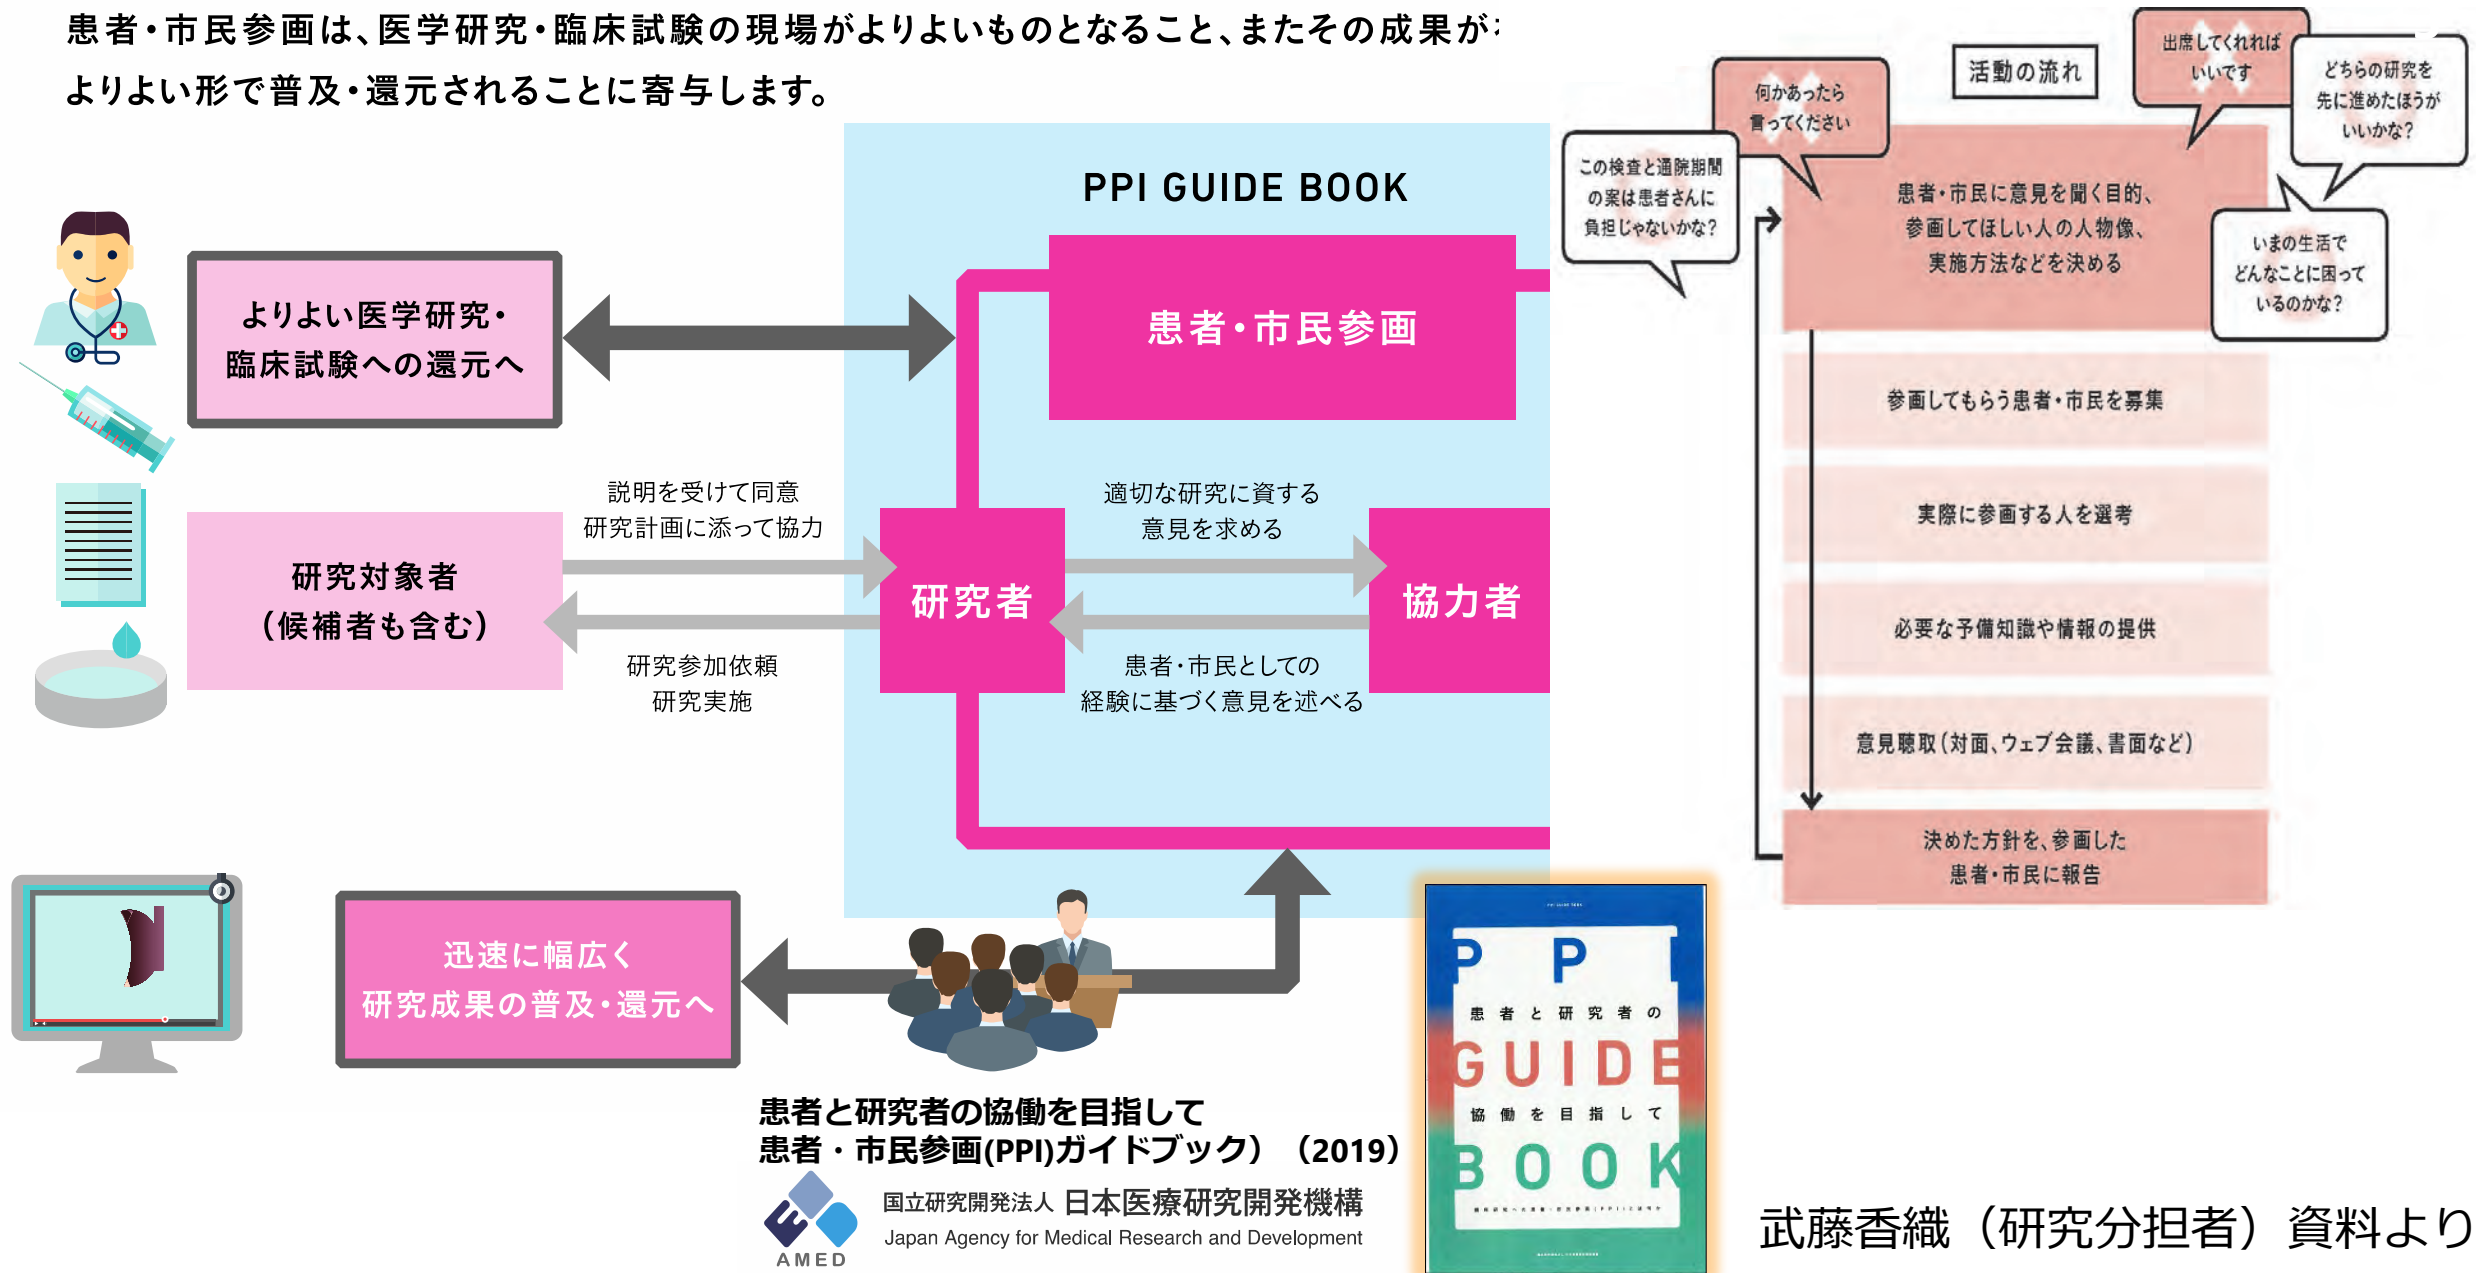 患者・市民参画は、医学研究・臨床試験の現場がよりよいものとなること、またその成果が
よりよい形で普及・還元されることに寄与します。
PPI GUIDE BOOK
よりよい医学研究・
臨床試験への還元へ
患者・市民参画
説明を受けて同意
研究計画に添って協力
適切な研究に資する
意見を求める
研究対象者
（候補者も含む）
研究者
協力者
研究参加依頼
研究実施
患者・市民としての
経験に基づく意見を述べる
迅速に幅広く
研究成果の普及・還元へ
患者と研究者の協働を目指して
患者・市民参画(PPI)ガイドブック）（2019）
AMED
国立研究開発法人 日本医療研究開発機構
Japan Agency for Medical Research and Development
PPI GUIDE BOOK
PPI
患者と研究者の
GUIDE
協働を目指して
BOOK
活動の流れ
何かあったら
言ってください
出席してくれれば
いいです
どちらの研究を
先に進めたほうが
いいかな？
この検査と通院期間
の案は患者さんに
負担じゃないかな？
いまの生活で
どんなことに困って
いるのかな？
患者・市民に意見を聞く目的、
参画してほしい人の人物像、
実施方法などを決める
参画してもらう患者・市民を募集
実際に参画する人を選考
必要な予備知識や情報の提供
意見聴取（対面、ウェブ会議、書面など）
決めた方針を、参画した
患者・市民に報告
武藤香織（研究分担者）資料より